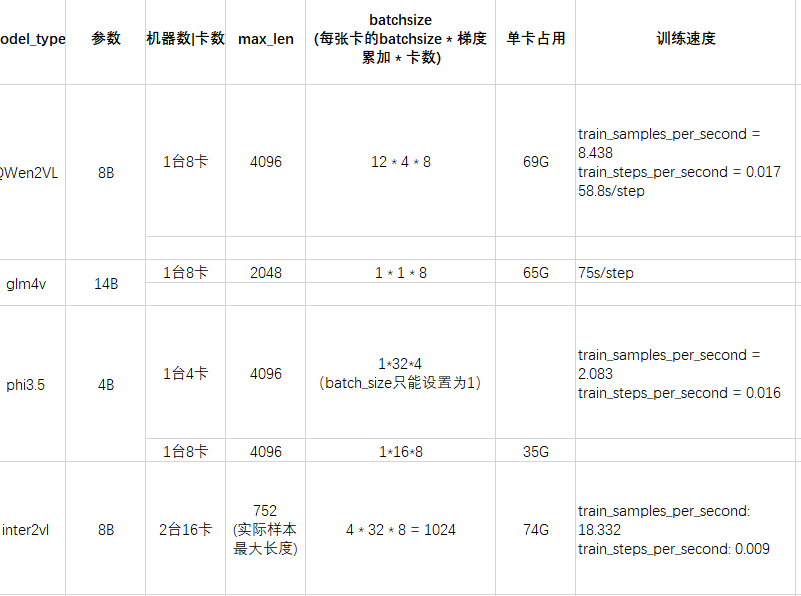 odel_type 参数 机器数|卡数 max_len batchsize
(每张卡的batchsize * 梯度
累加 * 卡数) 单卡占用 训练速度
QWen2VL 8B 1台8卡 4096 12 * 4 * 8 69G train_samples_per_second =
8.438
train_steps_per_second = 0.017
58.8s/step
glm4v 14B 1台8卡 2048 1 * 1 * 8 65G 75s/step
phi3.5 4B 1台4卡 4096 1*32*4
（batch_size只能设置为1） train_samples_per_second =
2.083
train_steps_per_second = 0.016
1台8卡 4096 1*16*8 35G
inter2vl 8B 2台16卡 752
(实际样本
最大长度) 4 * 32 * 8 = 1024 74G train_samples_per_second:
18.332
train_steps_per_second: 0.009